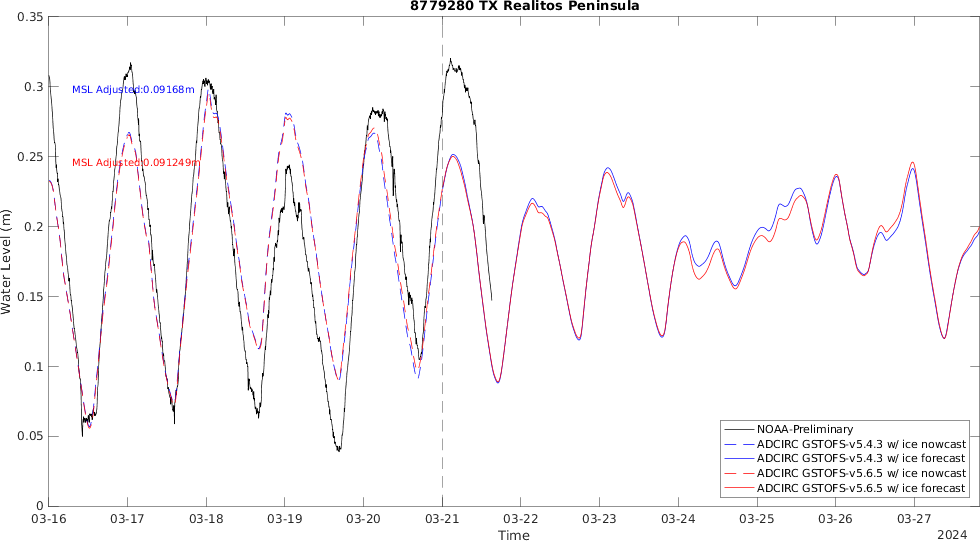 8779280 TX Realitos Peninsula
0.35
0.3
0.25
0.2
0.15
0.1
0.05
0
Water Level (m)
MSL Adjusted:0.09168m
MSL Adjusted:0.091249m
NOAA-Preliminary
ADCIRC GSTOFS-v5.4.3 w/ ice nowcast
ADCIRC GSTOFS-v5.4.3 w/ ice forecast
ADCIRC GSTOFS-v5.6.5 w/ ice nowcast
ADCIRC GSTOFS-v5.6.5 w/ ice forecast
03-16 03-17 03-18 03-19 03-20 03-21 03-22 03-23 03-24 03-25 03-26 03-27
Time
2024